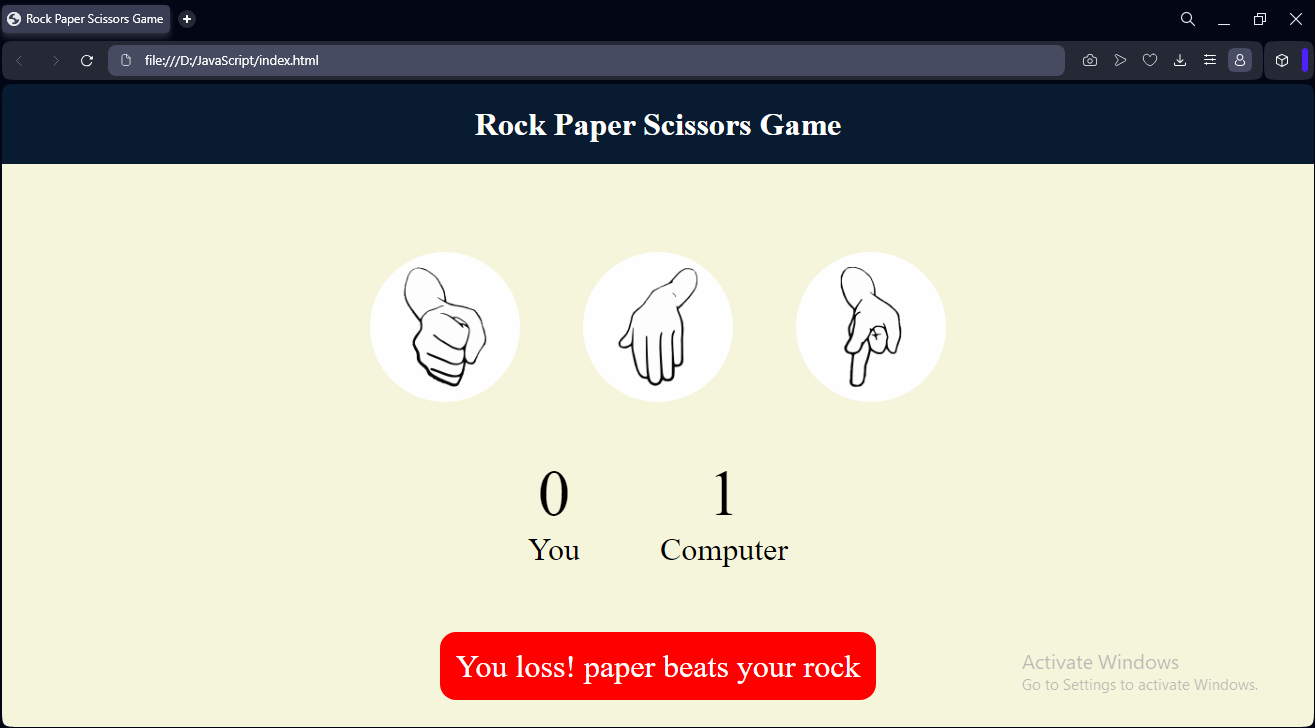 Rock Paper Scissors Game
file:///D:/JavaScript/index.html
Rock Paper Scissors Game
0 1
You Computer
You loss! paper beats your rock
Activate Windows
Go to Settings to activate Windows.